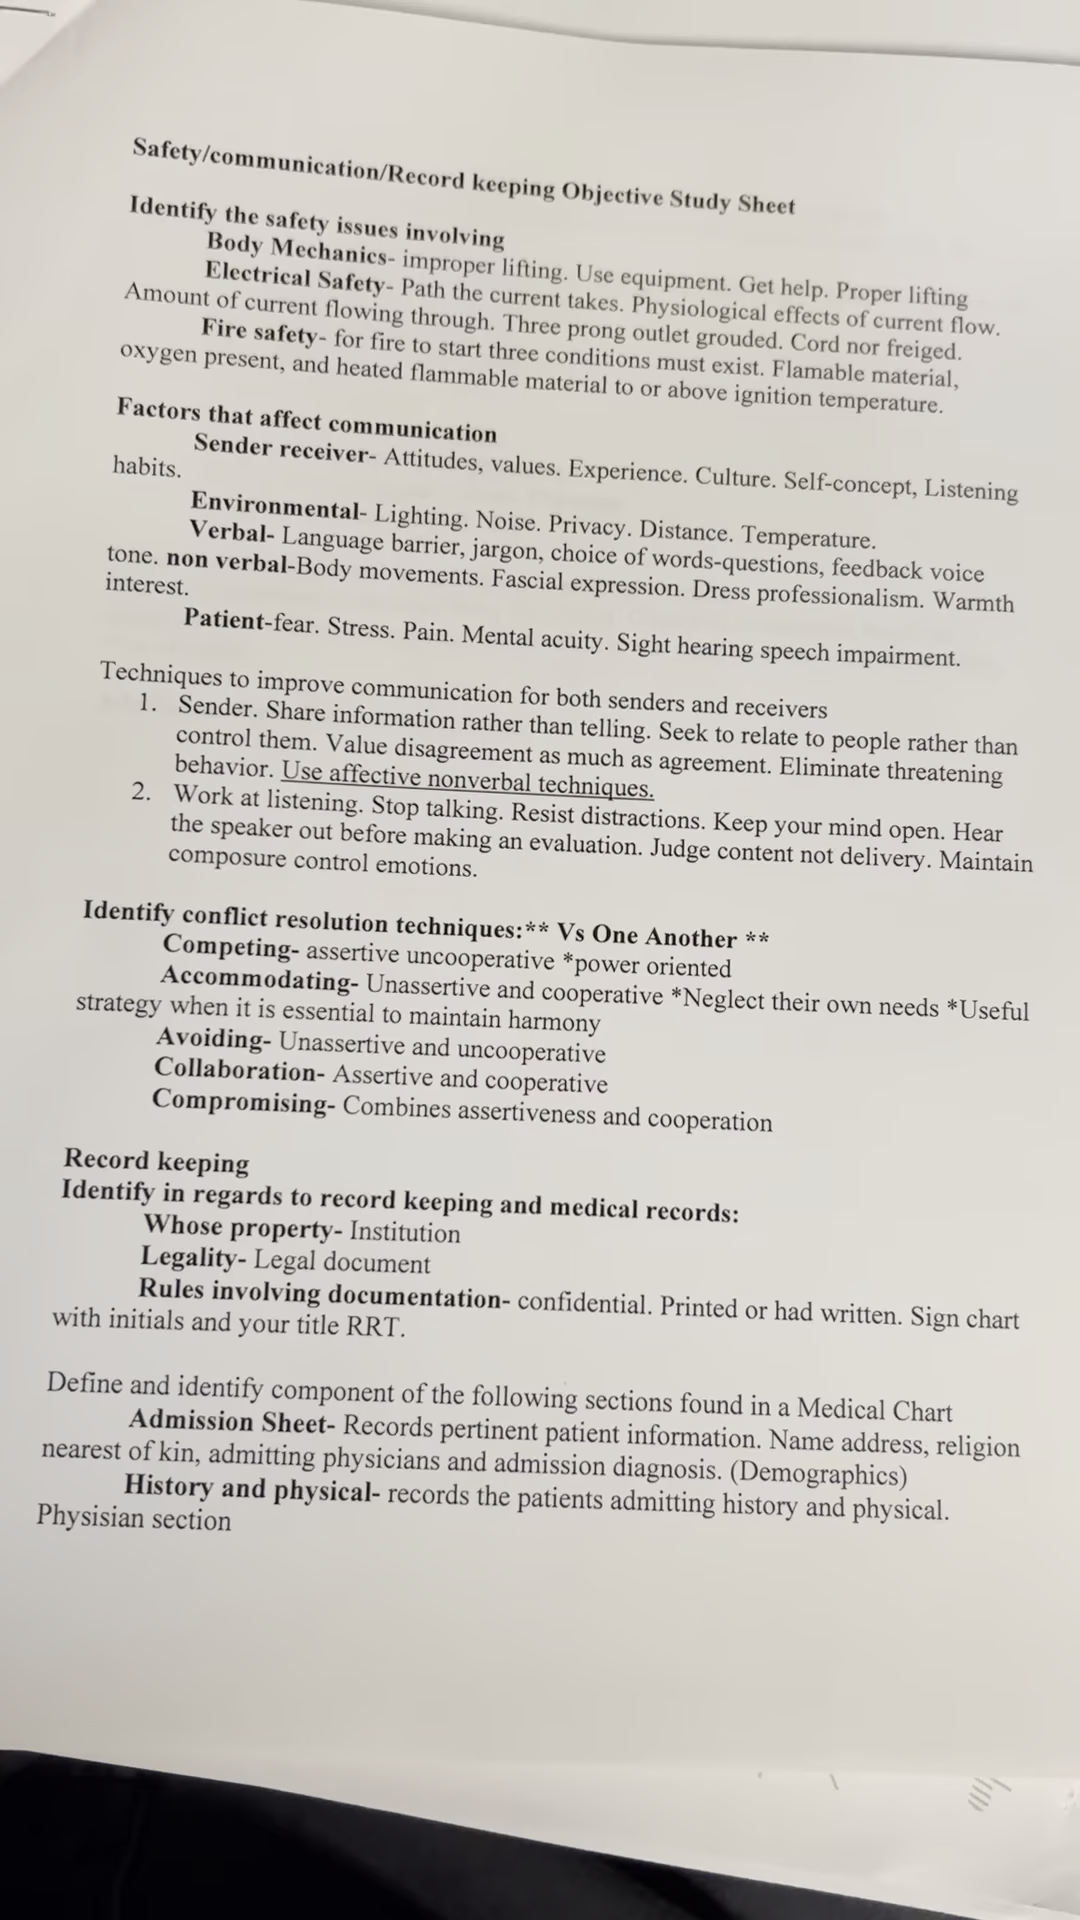 Safety/communication/Record keeping Objective Study Sheet
Identify the safety issues involving
Body Mechanics- improper lifting. Use equipment. Get help. Proper lifting
Electrical Safety- Path the current takes. Physiological effects of current flow.
Amount of current flowing through. Three prong outlet grouded. Cord nor freiged.
Fire safety- for fire to start three conditions must exist. Flamable material,
oxygen present, and heated flammable material to or above ignition temperature.
Factors that affect communication
Sender receiver- Attitudes, values. Experience. Culture. Self-concept, Listening
habits.
Environmental- Lighting. Noise. Privacy. Distance. Temperature.
Verbal- Language barrier, jargon, choice of words-questions, feedback voice
tone. non verbal-Body movements. Fascial expression. Dress professionalism. Warmth
interest.
Patient-fear. Stress. Pain. Mental acuity. Sight hearing speech impairment.
Techniques to improve communication for both senders and receivers
1. Sender. Share information rather than telling. Seek to relate to people rather than
control them. Value disagreement as much as agreement. Eliminate threatening
behavior. Use affective nonverbal techniques.
2. Work at listening. Stop talking. Resist distractions. Keep your mind open. Hear
the speaker out before making an evaluation. Judge content not delivery. Maintain
composure control emotions.
Identify conflict resolution techniques:** Vs One Another **
Competing- assertive uncooperative *power oriented
Accommodating- Unassertive and cooperative *Neglect their own needs *Useful
strategy when it is essential to maintain harmony
Avoiding- Unassertive and uncooperative
Collaboration- Assertive and cooperative
Compromising- Combines assertiveness and cooperation
Record keeping
Identify in regards to record keeping and medical records:
Whose property- Institution
Legality- Legal document
Rules involving documentation- confidential. Printed or had written. Sign chart
with initials and your title RRT.
Define and identify component of the following sections found in a Medical Chart
Admission Sheet- Records pertinent patient information. Name address, religion
nearest of kin, admitting physicians and admission diagnosis. (Demographics)
History and physical- records the patients admitting history and physical.
Physisian section